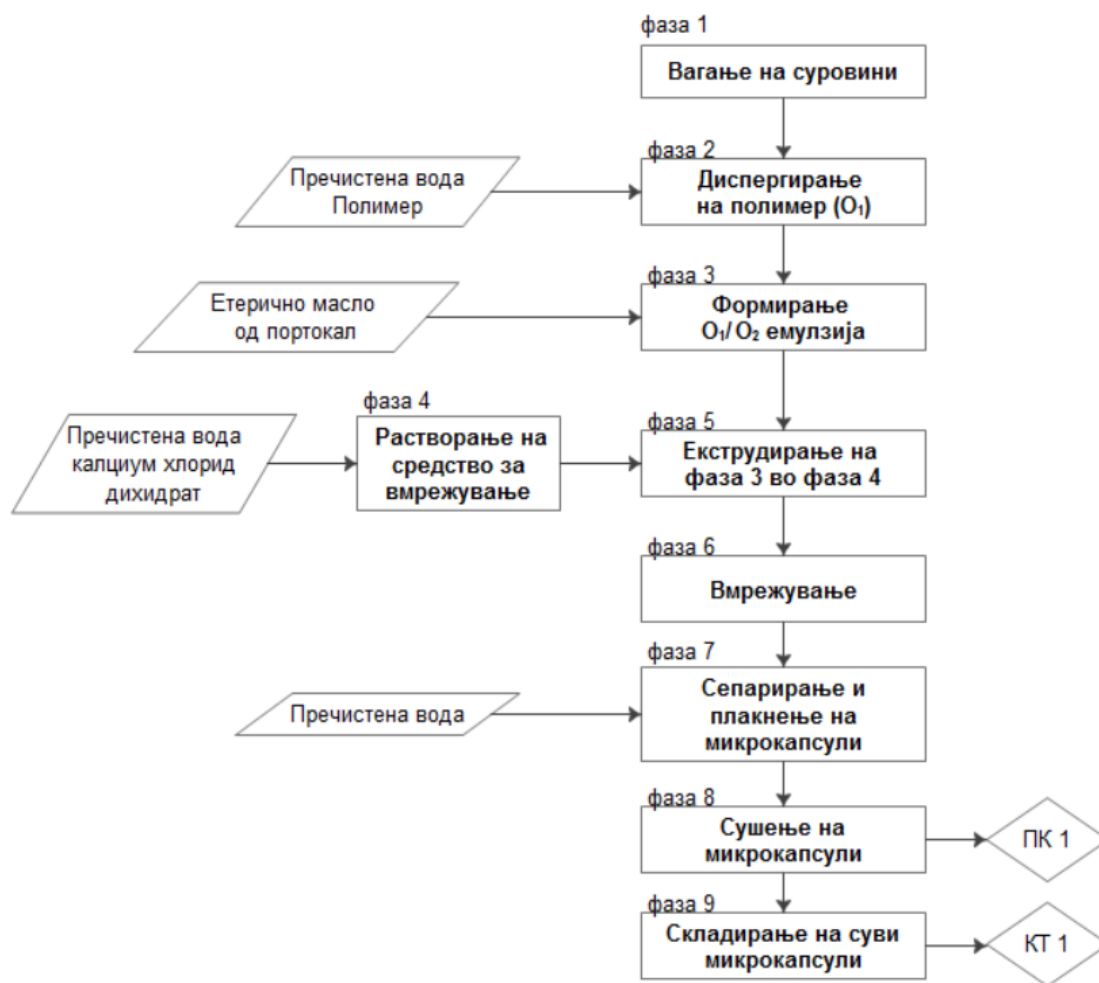 фаза 1
Вагање на суровини
фаза 2
Пречистена вода
Полимер
Диспергирање
на полимер (O₁)
фаза 3
Етерично масло
од портокал
Формирање
O₁/ O₂ емулзија
фаза 4
Пречистена вода
калциум хлорид
дихидрат
Растворање на
средство за
вмрежување
фаза 5
Екструдирање на
фаза 3 во фаза 4
фаза 6
Вмрежување
фаза 7
Пречистена вода
Сепарирање и
плакнење на
микрокапсули
фаза 8
Сушење на
микрокапсули
ПК 1
фаза 9
Складирање на суви
микрокапсули
КТ 1